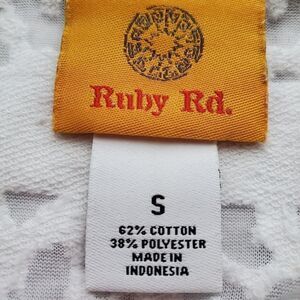 Ruby Rd.
S
62% COTTON
38% POLYESTER
MADE IN
INDONESIA